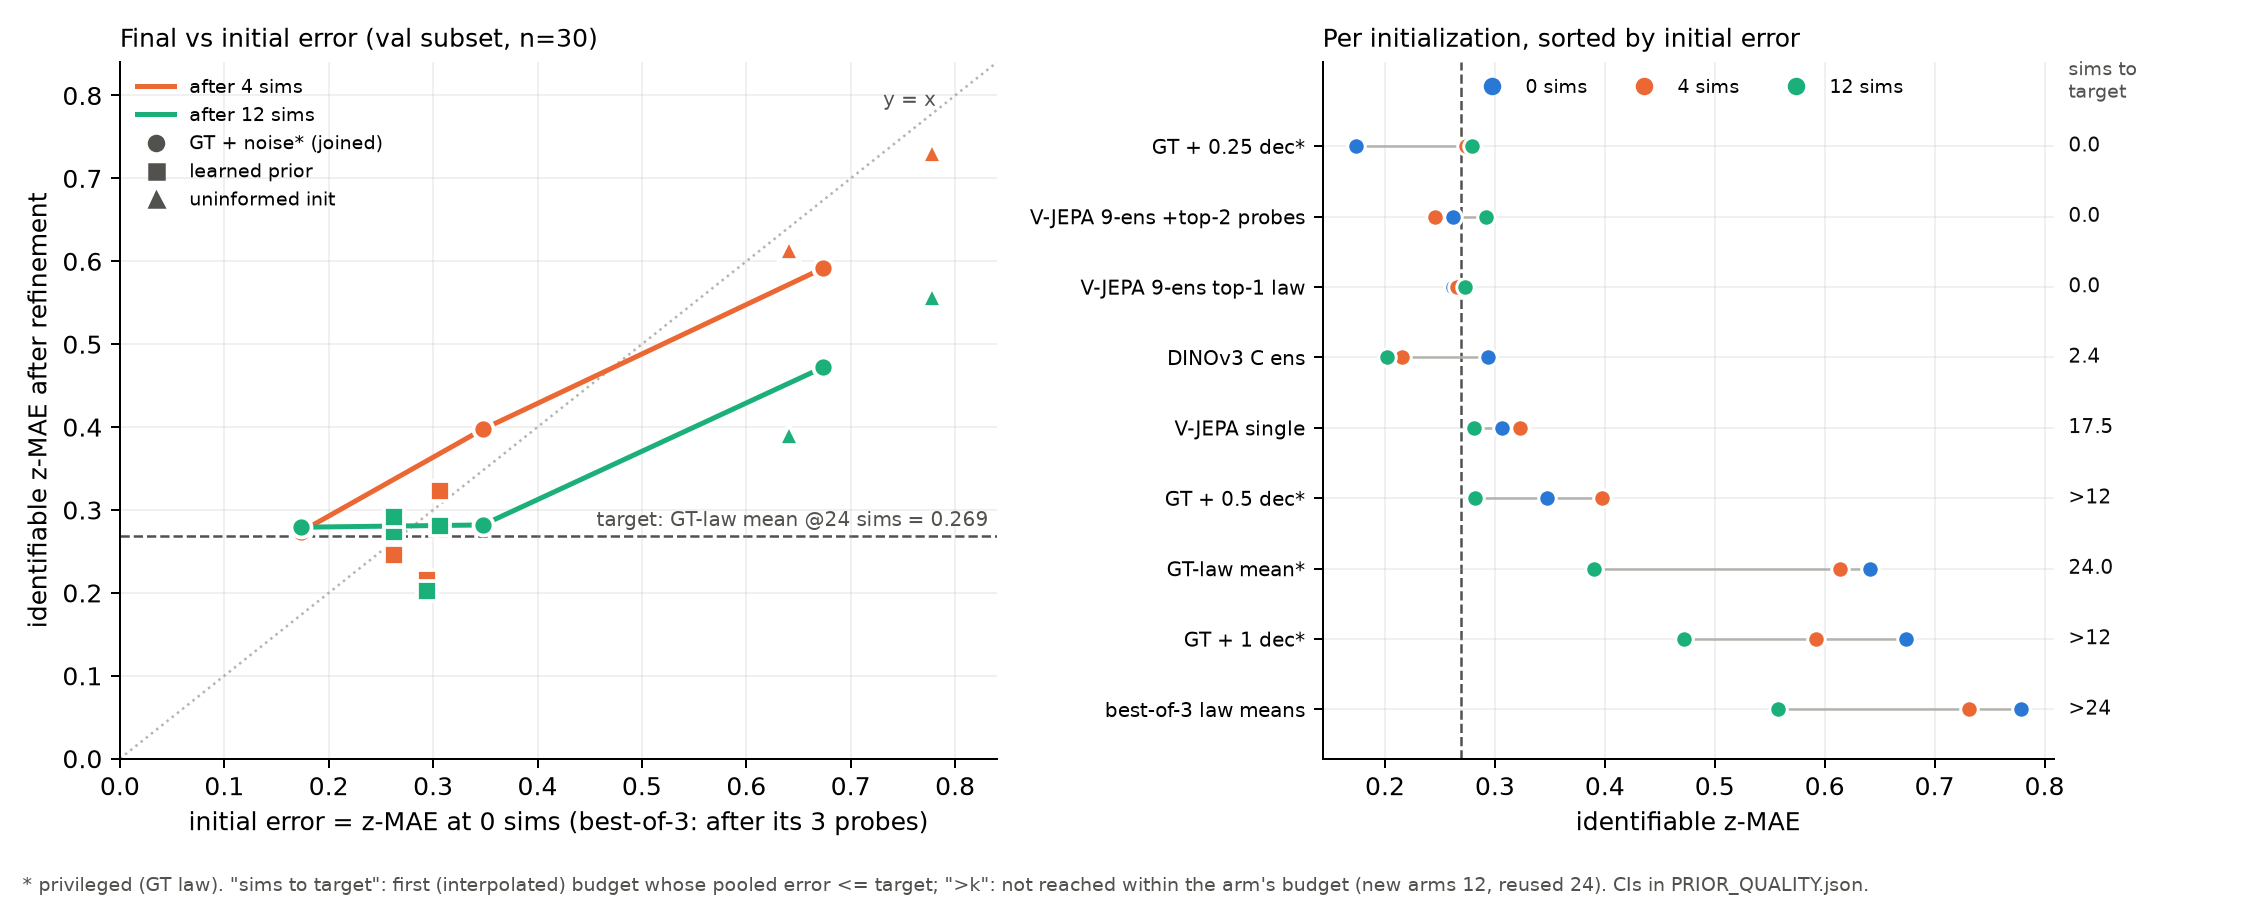 Final vs initial error (val subset, n=30)
after 4 sims
after 12 sims
GT + noise* (joined)
learned prior
uninformed init
y = x
target: GT-law mean @24 sims = 0.269
identifiable z-MAE after refinement
0.8
0.7
0.6
0.5
0.4
0.3
0.2
0.1
0.0
0.0 0.1 0.2 0.3 0.4 0.5 0.6 0.7 0.8
initial error = z-MAE at 0 sims (best-of-3: after its 3 probes)
Per initialization, sorted by initial error
0 sims 4 sims 12 sims
sims to
target
GT + 0.25 dec* 0.0
V-JEPA 9-ens +top-2 probes 0.0
V-JEPA 9-ens top-1 law 0.0
DINOv3 C ens 2.4
V-JEPA single 17.5
GT + 0.5 dec* >12
GT-law mean* 24.0
GT + 1 dec* >12
best-of-3 law means >24
0.2 0.3 0.4 0.5 0.6 0.7 0.8
identifiable z-MAE
* privileged (GT law). "sims to target": first (interpolated) budget whose pooled error <= target; ">k": not reached within the arm's budget (new arms 12, reused 24). CIs in PRIOR_QUALITY.json.